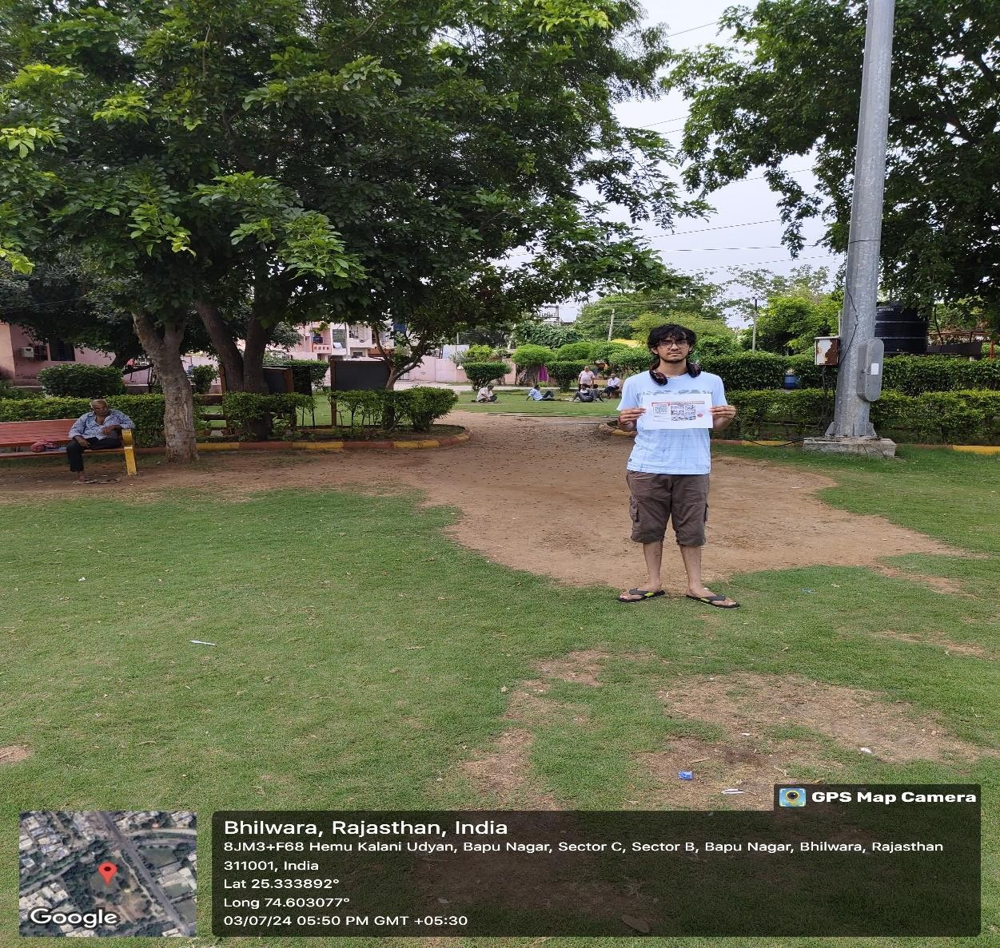 GPS Map Camera
Bhilwara, Rajasthan, India
8JM3+F68 Hemu Kalani Udyan, Bapu Nagar, Sector C, Sector B, Bapu Nagar, Bhilwara, Rajasthan
311001, India
Lat 25.333892°
Long 74.603077°
03/07/24 05:50 PM GMT +05:30
Google